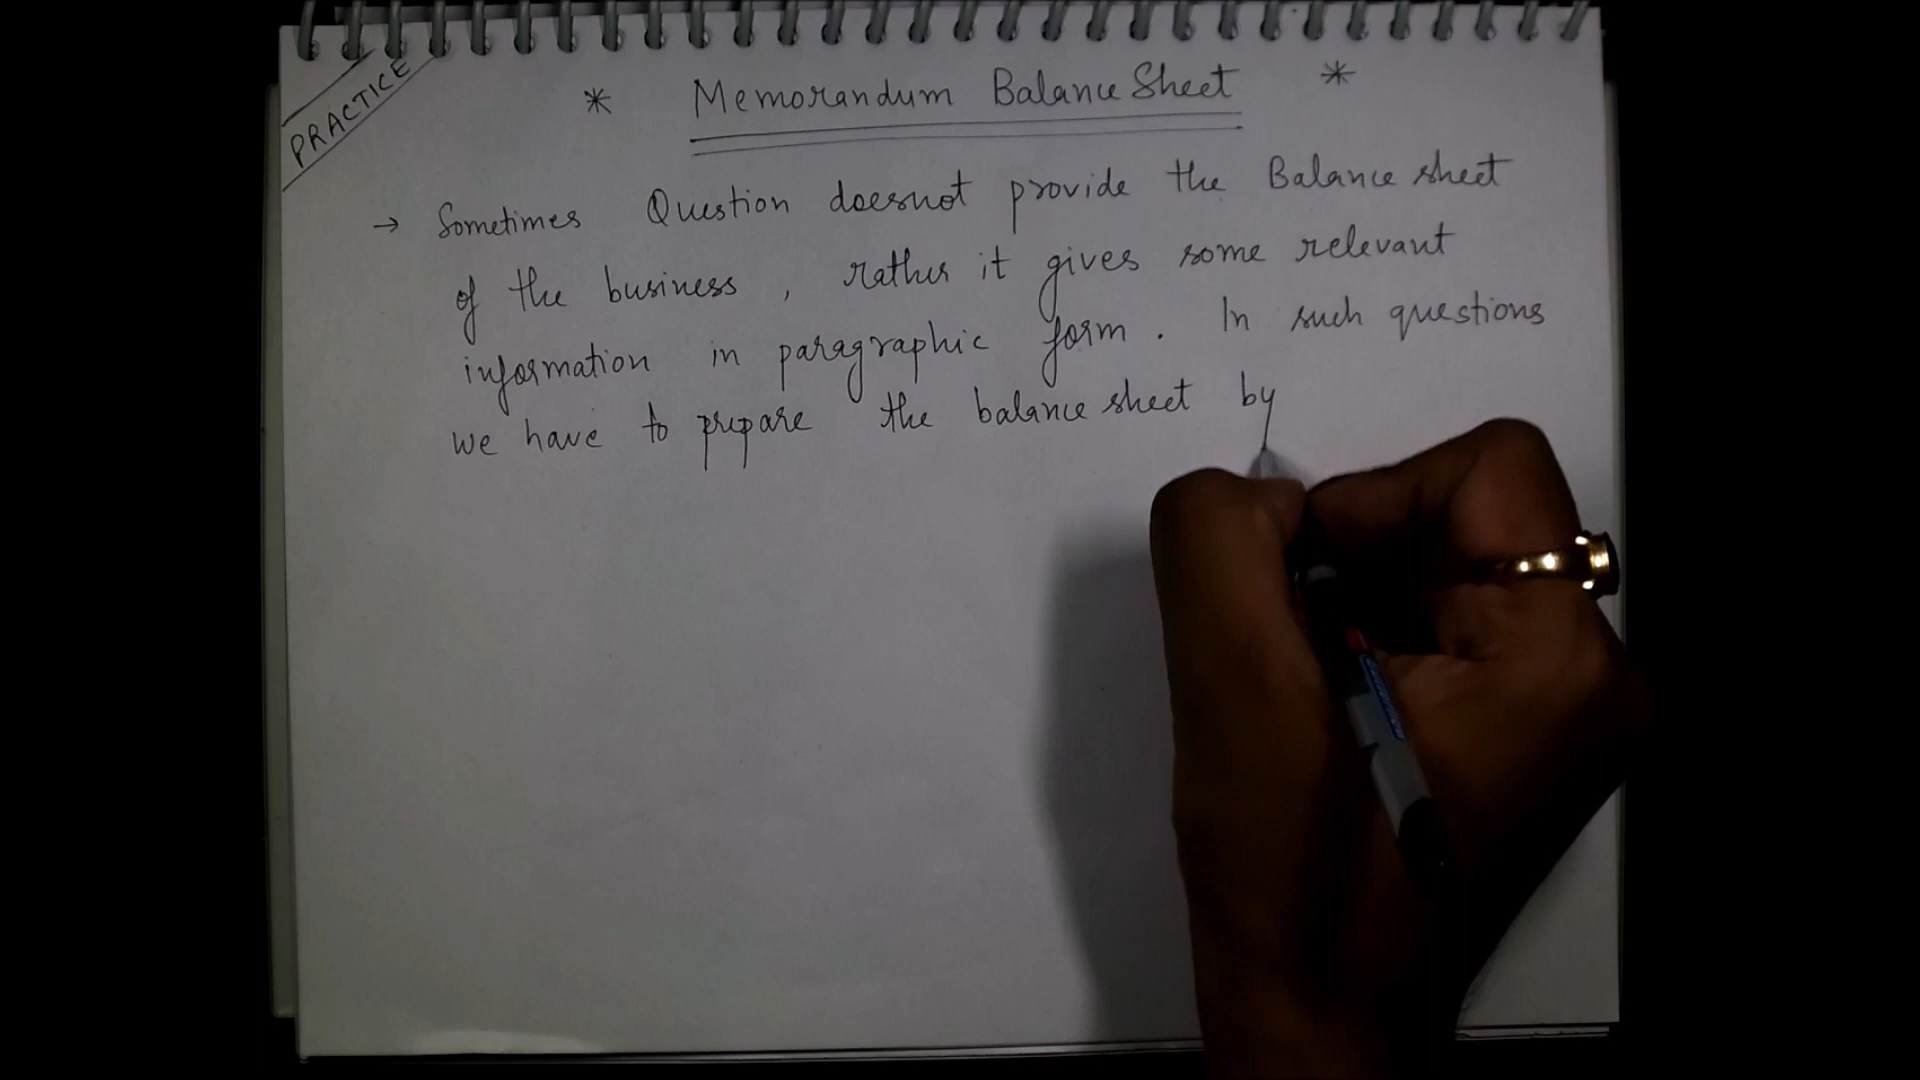 PRACTICE
* Memorandum Balance Sheet *
→ Sometimes Question doesnot provide the Balance sheet
of the business, rather it gives some relevant
information in paragraphic form. In such questions
we have to prepare the balance sheet by